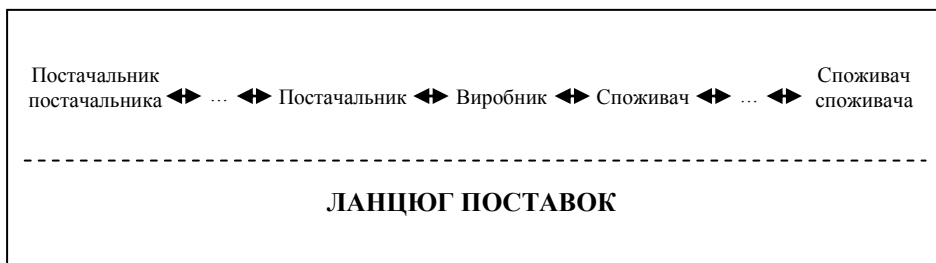 Постачальник
постачальника ... Постачальник Виробник Споживач ... Споживач
споживача
ЛАНЦЮГ ПОСТАВОК